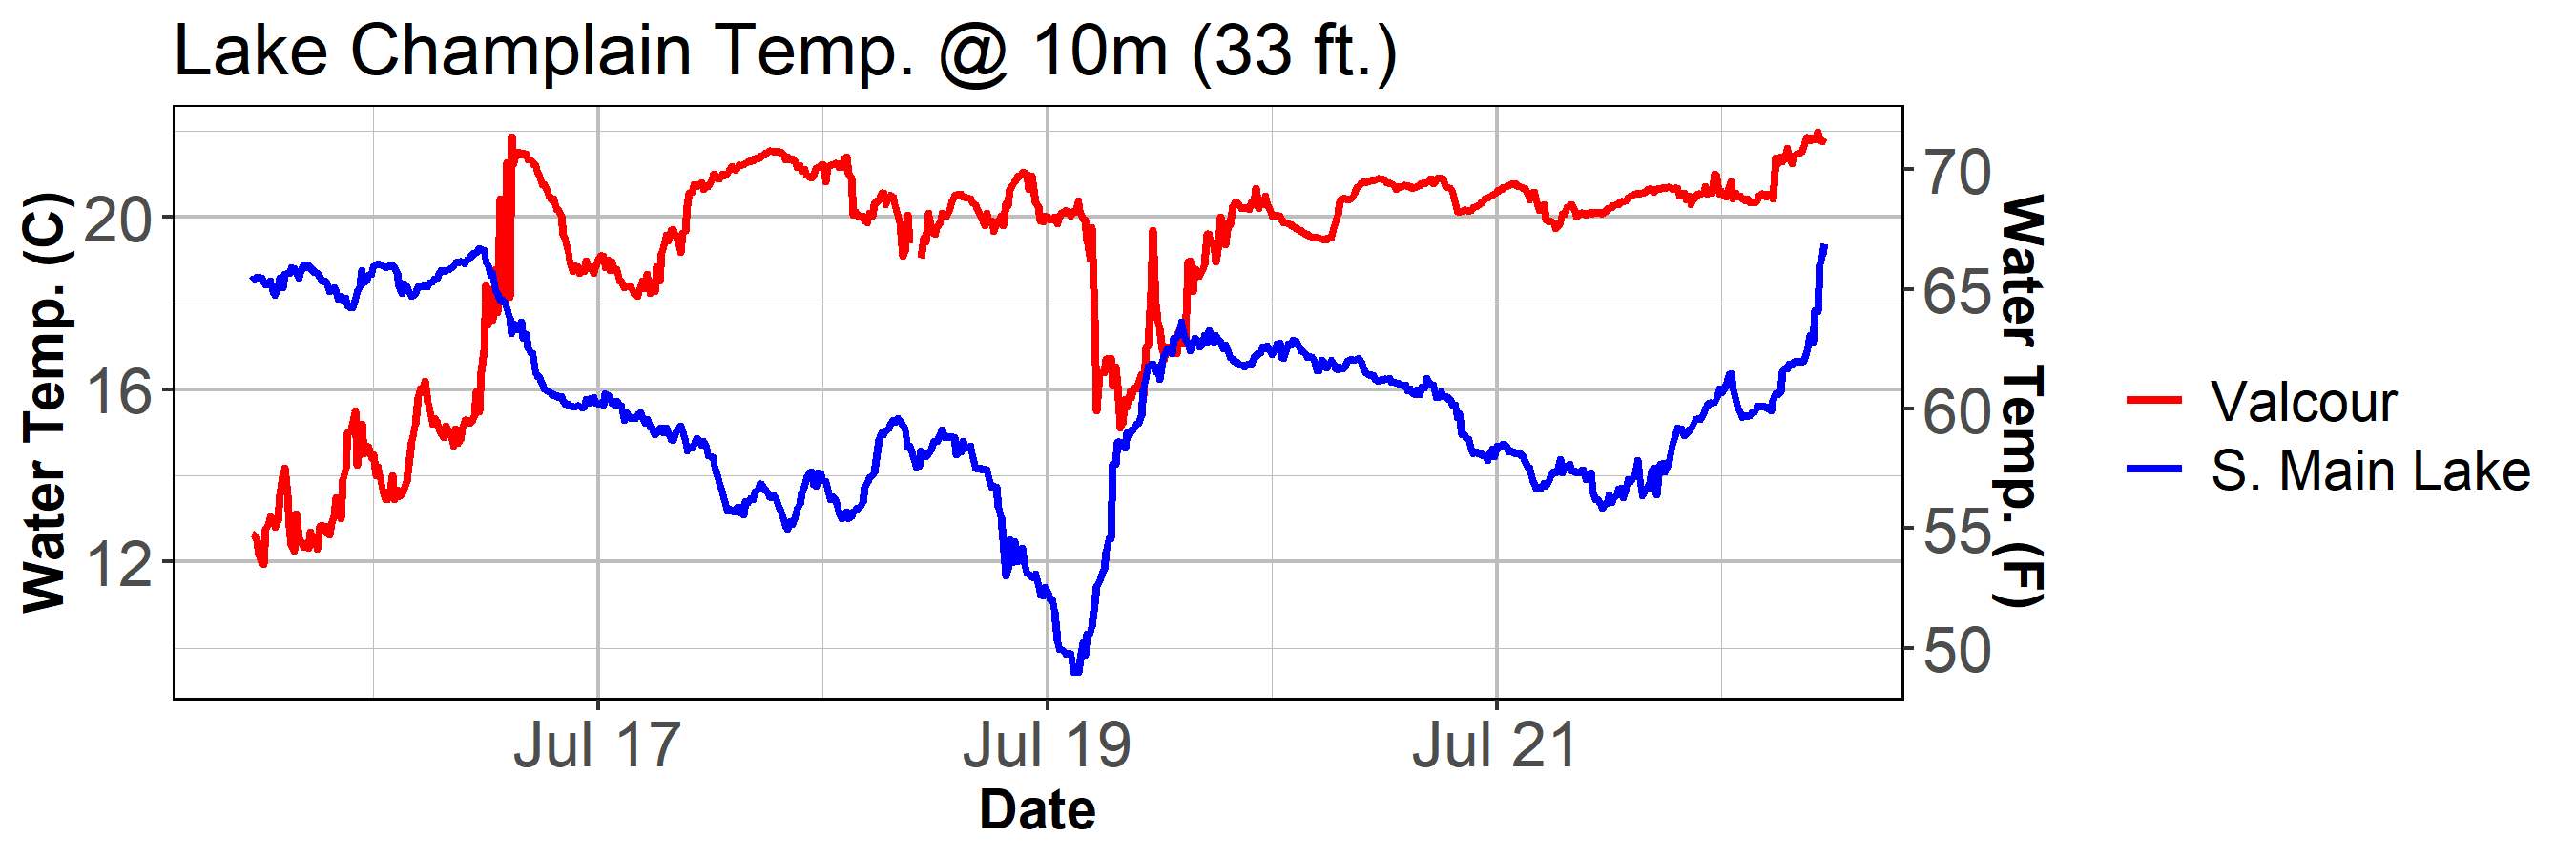 Lake Champlain Temp. @ 10m (33 ft.)
Water Temp. (C)
20
16
12
70
65
60
55
50
Water Temp. (F)
Jul 17
Jul 19
Jul 21
Date
Valcour
S. Main Lake